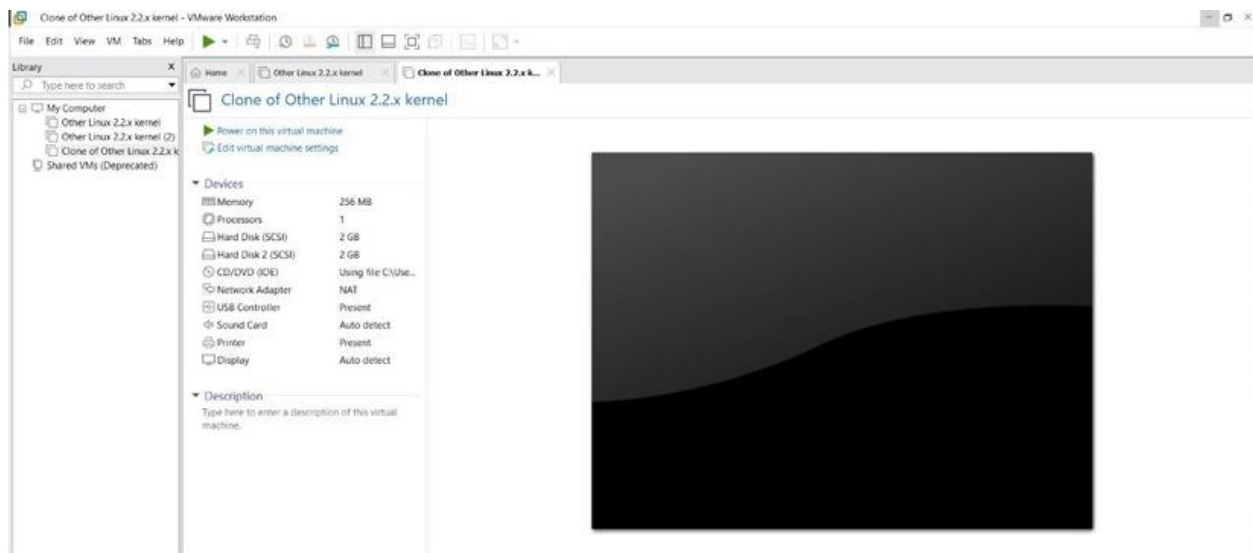 Clone of Other Linux 2.2.x kernel - VMware Workstation
File Edit View VM Tabs Help
Library X
Type here to search
My Computer
Other Linux 2.2.x kernel
Other Linux 2.2.x kernel (2)
Clone of Other Linux 2.2.x k
Shared VMs (Deprecated)
Home Other Linux 2.2.x kernel Clone of Other Linux 2.2.x k...
Clone of Other Linux 2.2.x kernel
Power on this virtual machine
Edit virtual machine settings
Devices
Memory 256 MB
Processors 1
Hard Disk (SCSI) 2 GB
Hard Disk 2 (SCSI) 2 GB
CD/DVD (IDE) Using file C:\Use...
Network Adapter NAT
USB Controller Present
Sound Card Auto detect
Printer Present
Display Auto detect
Description
Type here to enter a description of this virtual
machine.